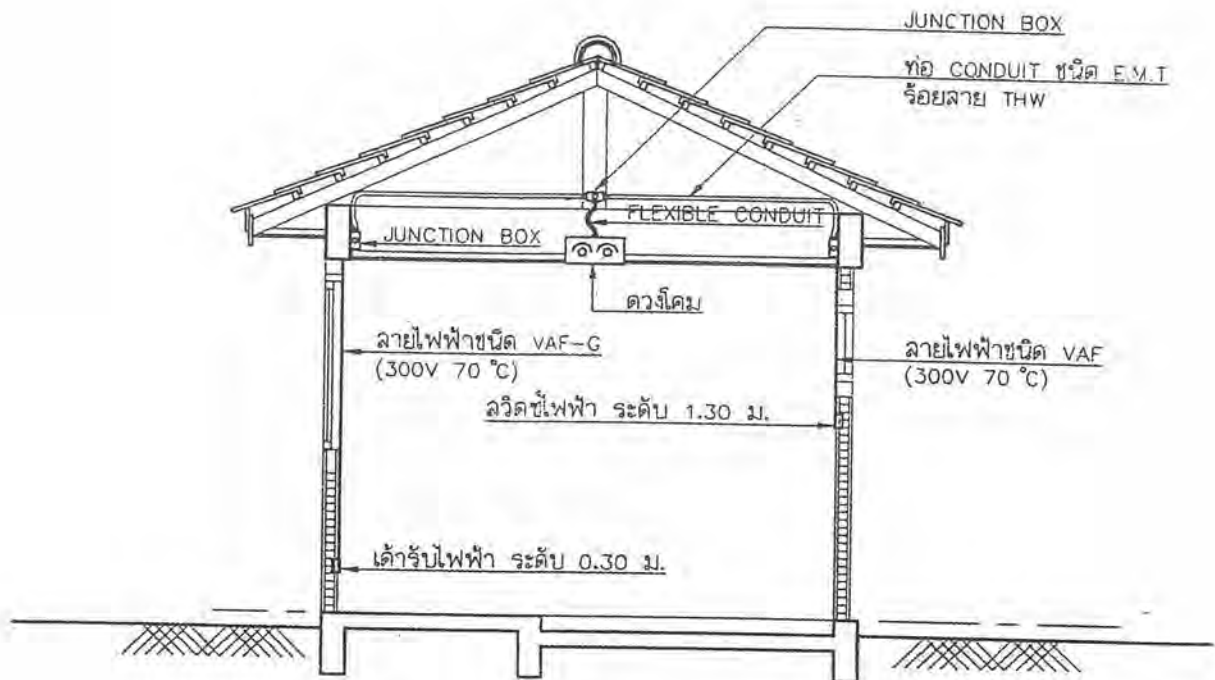 JUNCTION BOX
ท่อ CONDUIT ชนิด E.M.T
ร้อยสาย THW
FLEXIBLE CONDUIT
JUNCTION BOX
ดวงโคม
สายไฟฟ้าชนิด VAF-G
(300V 70 °C)
สายไฟฟ้าชนิด VAF
(300V 70 °C)
สวิตช์ไฟฟ้า ระดับ 1.30 ม.
เต้ารับไฟฟ้า ระดับ 0.30 ม.